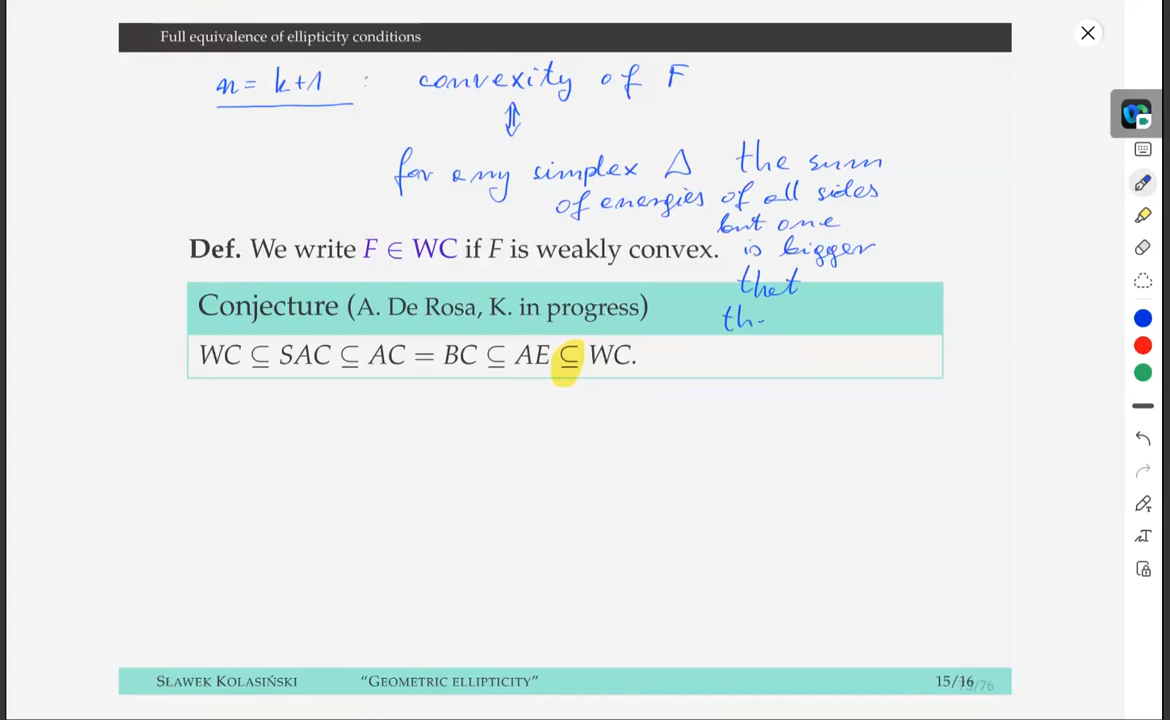 Full equivalence of ellipticity conditions
n = k+1 : convexity of F
⇕
for any simplex Δ the sum
of energies of all sides
but one
Def. We write F ∈ WC if F is weakly convex. is bigger
that
Conjecture (A. De Rosa, K. in progress)
th-
WC ⊆ SAC ⊆ AC = BC ⊆ AE ⊆ WC.
SŁAWEK KOLASIŃSKI "GEOMETRIC ELLIPTICITY" 15/16